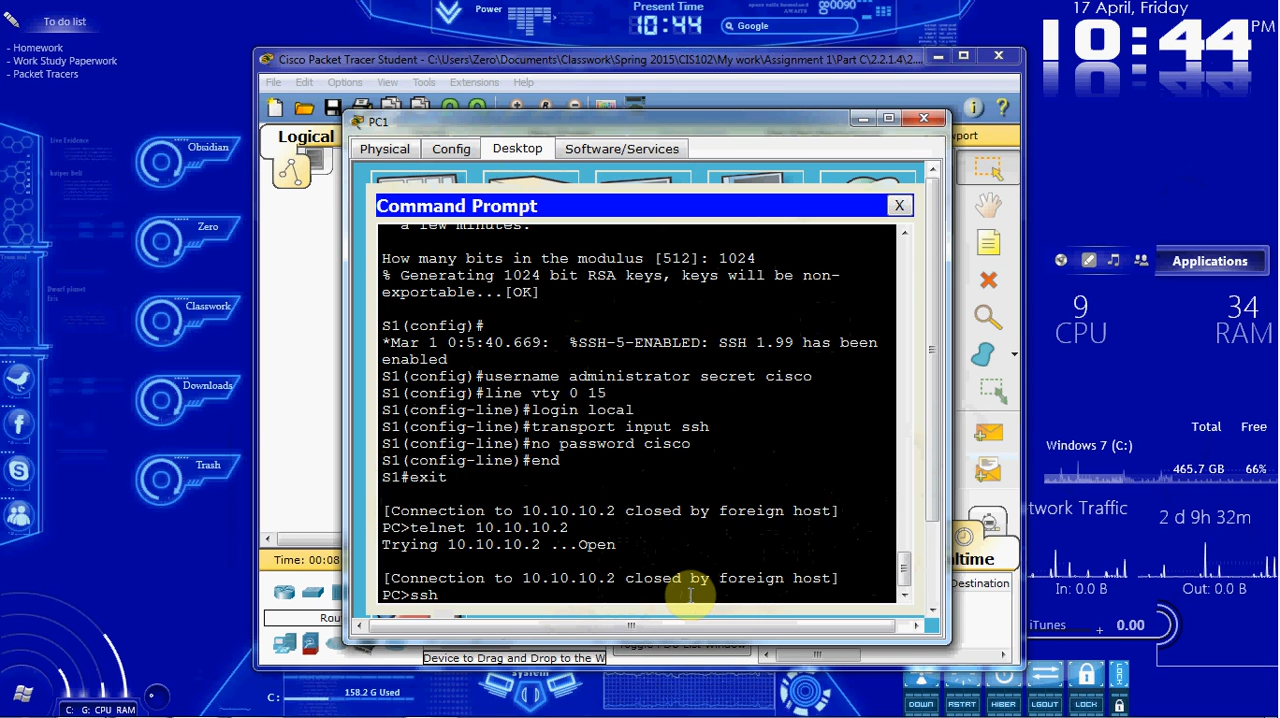 To do list
- Homework
- Work Study Paperwork
- Packet Tracers
Power
Present Time
10:44
Google
17 April, Friday
10:44 PM
Cisco Packet Tracer Student - C:\Users\Zero\Documents\Classwork\Spring 2015\CIS102\My work\Assignment 1\Part C\2.2.1.4\2....
File Edit Options View Tools Extensions Help
Logical
PC1
Physical Config Desktop Software/Services
Command Prompt
X
a few minutes.
How many bits in the modulus [512]: 1024
% Generating 1024 bit RSA keys, keys will be non-
exportable...[OK]
S1(config)#
*Mar 1 0:5:40.669: %SSH-5-ENABLED: SSH 1.99 has been
enabled
S1(config)#username administrator secret cisco
S1(config)#line vty 0 15
S1(config-line)#login local
S1(config-line)#transport input ssh
S1(config-line)#no password cisco
S1(config-line)#end
S1#exit
[Connection to 10.10.10.2 closed by foreign host]
PC>telnet 10.10.10.2
Trying 10.10.10.2 ...Open
[Connection to 10.10.10.2 closed by foreign host]
PC>ssh
Time: 00:08
Device to Drag and Drop to the W
Obsidian
Zero
Classwork
Downloads
Trash
Applications
9
CPU
34
RAM
Total Free
Windows 7 (C:)
465.7 GB 66%
twork Traffic
2 d 9h 32m
In: 0.0 B Out: 0.0 B
iTunes
0.00
ltime
Destination
C: G: CPU RAM
C:
158.2 G Used
system
DOWN RSTRT HIBER LGOUT LOCK